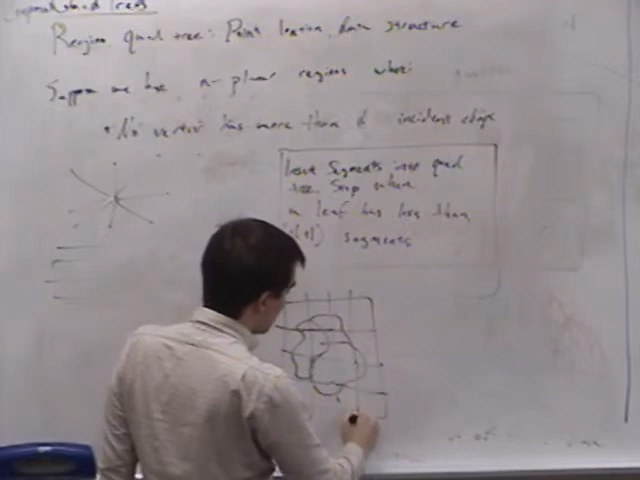 Region quad tree: Point location data structure
Suppose we have n- planar regions where:
• No vertex has more than d incident edges
Insert Segments into quad
tree. Stop when
a leaf has less than
segments